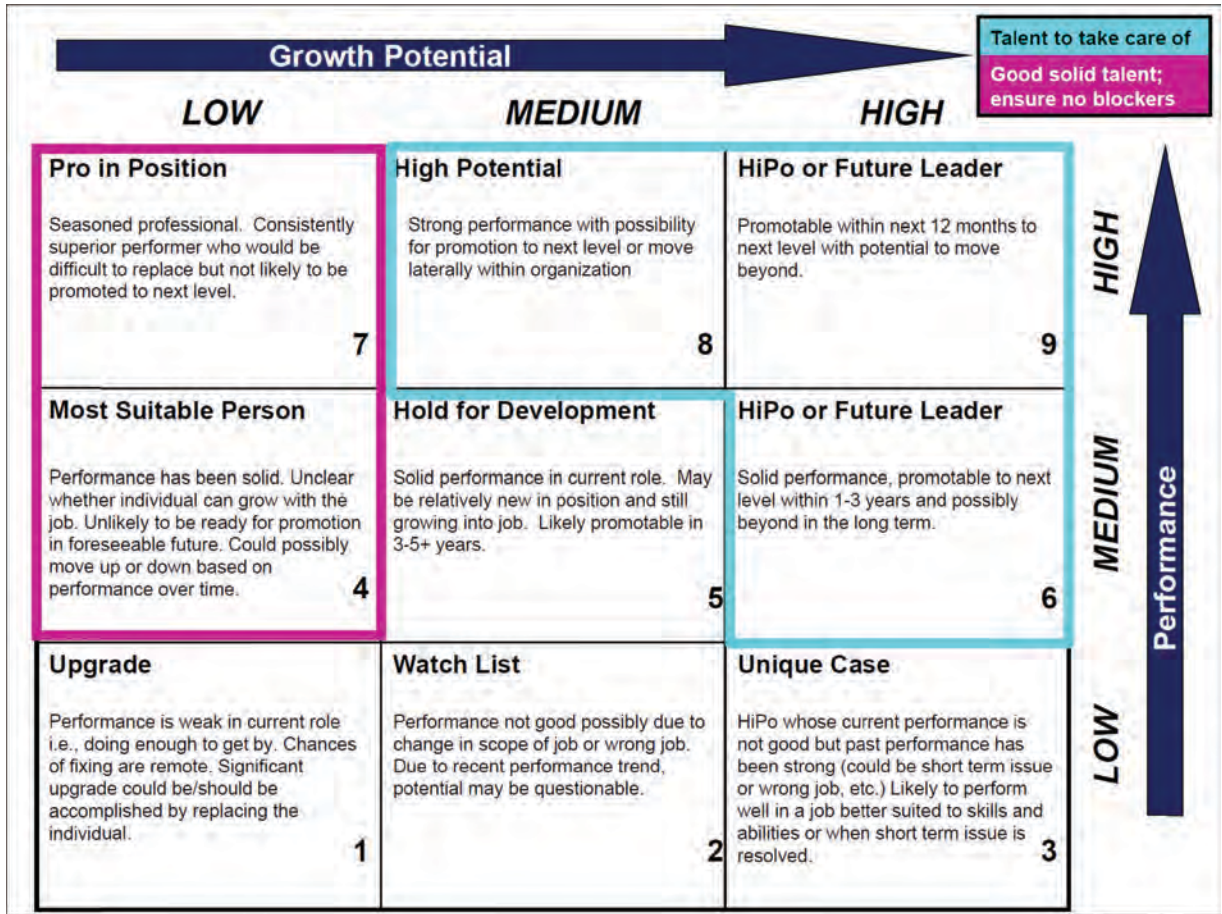 Growth Potential
Talent to take care of
Good solid talent;
ensure no blockers
LOW
MEDIUM
HIGH
Pro in Position
Seasoned professional.  Consistently
superior performer who would be
difficult to replace but not likely to be
promoted to next level.
7
High Potential
Strong performance with possibility
for promotion to next level or move
laterally within organization
8
HiPo or Future Leader
Promotable within next 12 months to
next level with potential to move
beyond.
9
HIGH
Most Suitable Person
Performance has been solid. Unclear
whether individual can grow with the
job. Unlikely to be ready for promotion
in foreseeable future. Could possibly
move up or down based on
performance over time.
4
Hold for Development
Solid performance in current role.  May
be relatively new in position and still
growing into job.  Likely promotable in
3-5+ years.
5
HiPo or Future Leader
Solid performance, promotable to next
level within 1-3 years and possibly
beyond in the long term.
6
MEDIUM
Performance
Upgrade
Performance is weak in current role
i.e., doing enough to get by. Chances
of fixing are remote. Significant
upgrade could be/should be
accomplished by replacing the
individual.
1
Watch List
Performance not good possibly due to
change in scope of job or wrong job.
Due to recent performance trend,
potential may be questionable.
2
Unique Case
HiPo whose current performance is
not good but past performance has
been strong (could be short term issue
or wrong job, etc.) Likely to perform
well in a job better suited to skills and
abilities or when short term issue is
resolved.
3
LOW